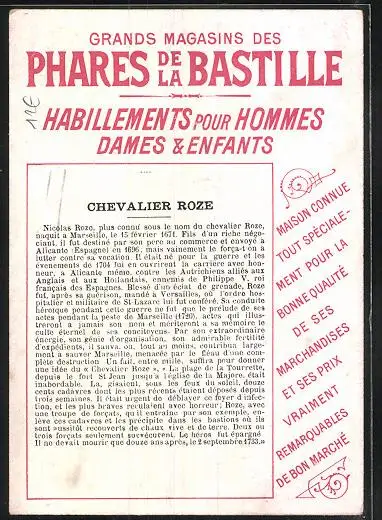 GRANDS MAGASINS DES
PHARES DE LA BASTILLE
HABILLEMENTS POUR HOMMES
DAMES & ENFANTS
12E
CHEVALIER ROZE
Nicolas Roze, plus connu sous le nom du chevalier Roze,
naquit à Marseille, le 15 février 1671. Fils d'un riche négo-
ciant, il fut destiné par son père au commerce et envoyé à
Alicante (Espagne) en 1696; mais vainement le força-t-on à
lutter contre sa vocation. Il était né pour la guerre et les
évènements de 1704 lui en ouvrirent la carrière avec hon-
neur, à Alicante même, contre les Autrichiens alliés aux
Anglais et aux Hollandais, ennemis de Philippe V, roi
français des Espagnes. Blessé d'un éclat de grenade, Roze
fut, après sa guérison, mandé à Versailles, où l'ordre hos-
pitalier et militaire de St-Lazare lui fut conféré. Sa conduite
héroïque pendant cette guerre ne fut que le prélude de ses
actes pendant la peste de Marseille (1720), actes qui illus-
treront à jamais son nom et méritèrent à sa mémoire le
culte éternel de ses concitoyens. Par son extraordinaire
énergie, son génie d'organisation, son admirable fertilité
d'expédients, il sauva, ou, tout au moins, contribua large-
ment à sauver Marseille, menacée par le fléau d'une com-
plète destruction. Un fait, entre mille, suffira pour donner
une idée du « Chevalier Roze ». « La plage de la Tourrette,
depuis le fort St Jean jusqu'à l'église de la Majore, était
inabordable. La, gisaient, sous les feux du soleil, douze
cents cadavres dont les plus récents étaient déposés depuis
trois semaines. Il était urgent de déblayer ce foyer d'infec-
tion, et les plus braves reculaient avec horreur; Roze, avec
une troupe de forçats, qu'il entraîne par son exemple, en-
lève ces cadavres et les précipite dans les bastions où ils
sont aussitôt recouverts de chaux vive et de terre. Deux ou
trois forçats seulement survécurent. Le héros fut épargné.
Il ne devait mourir que douze ans après, le 2 septembre 1733.»
MAISON CONNUE
TOUT SPÉCIALE-
MENT POUR LA
BONNE QUALITÉ
DE SES
MARCHANDISES
ET SES PRIX
VRAIMENT
REMARQUABLES
DE BON MARCHÉ